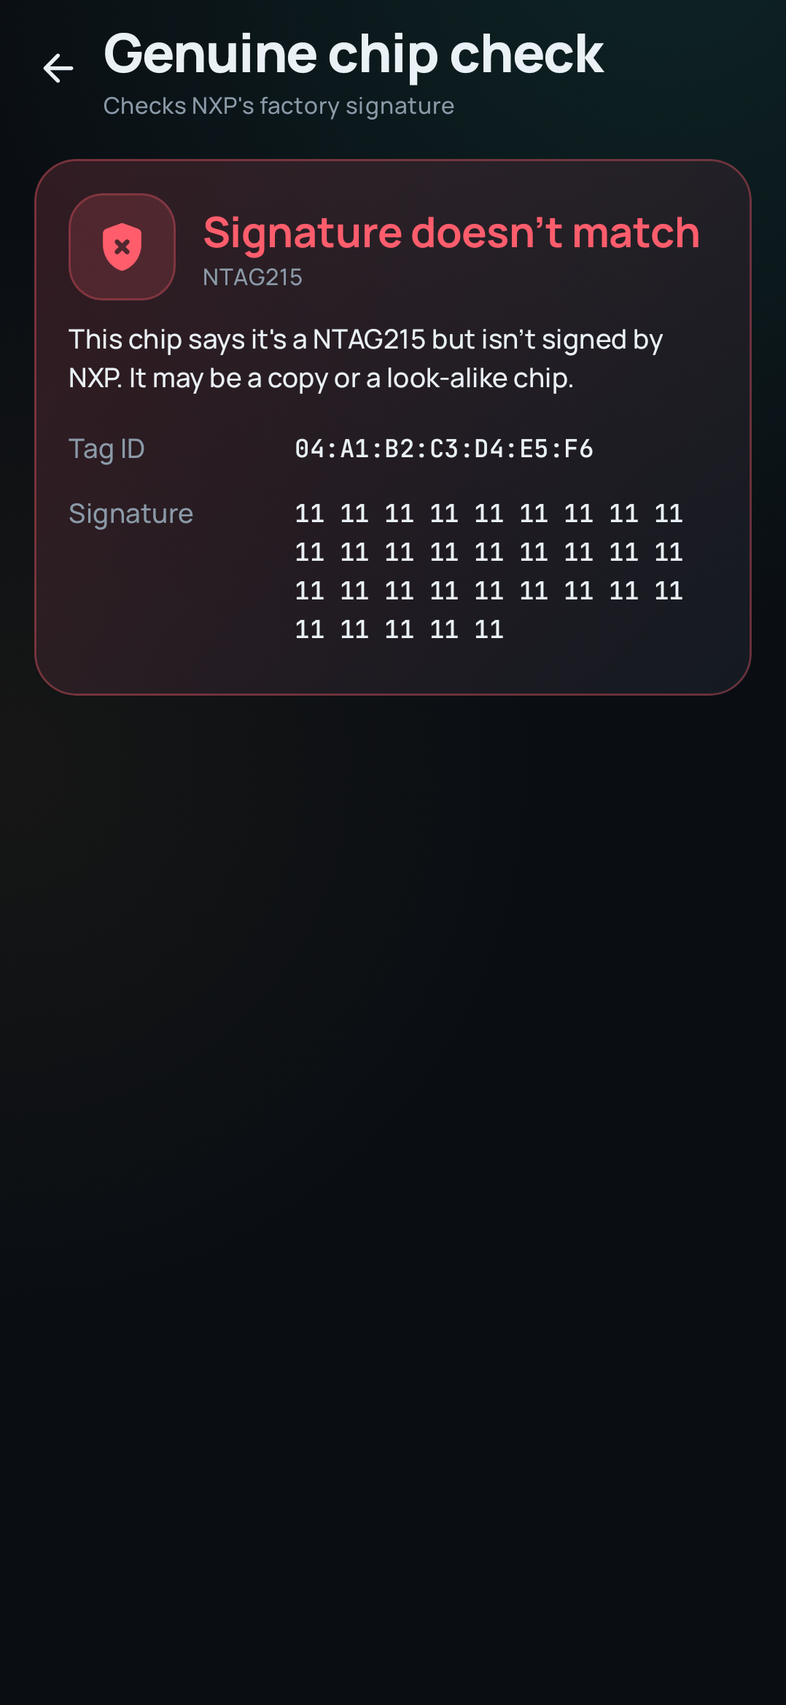 Genuine chip check
Checks NXP's factory signature
Signature doesn’t match
NTAG215
This chip says it's a NTAG215 but isn’t signed by
NXP. It may be a copy or a look-alike chip.
Tag ID 04:A1:B2:C3:D4:E5:F6
Signature 11 11 11 11 11 11 11 11 11
11 11 11 11 11 11 11 11 11
11 11 11 11 11 11 11 11 11
11 11 11 11 11